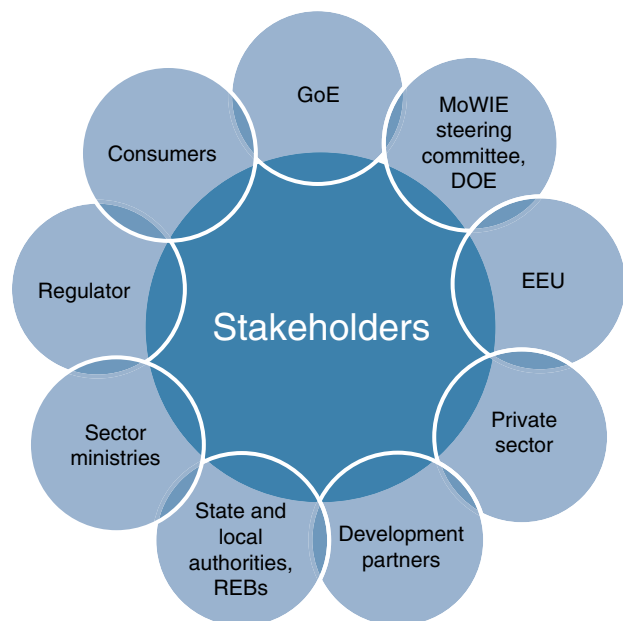 GoE
MoWIE
steering
committee,
DOE
EEU
Private
sector
Development
partners
State and
local
authorities,
REBs
Sector
ministries
Regulator
Consumers
Stakeholders